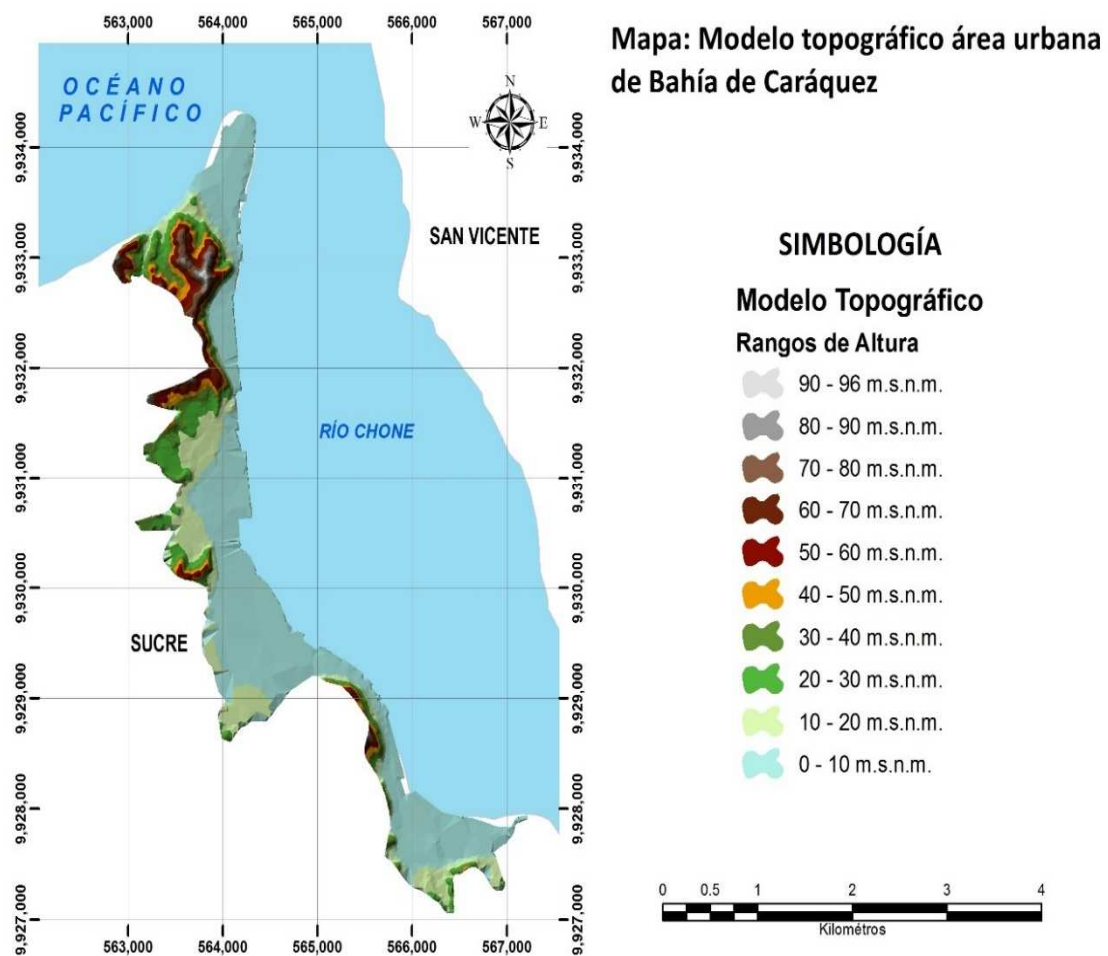 Mapa: Modelo topográfico área urbana
de Bahía de Caráquez
563,000 564,000 565,000 566,000 567,000
OCÉANO
PACÍFICO
N
W E
S
9,934,000 9,934,000
SAN VICENTE
9,933,000 9,933,000
9,932,000 9,932,000
RÍO CHONE
9,931,000 9,931,000
9,930,000 9,930,000
SUCRE
9,929,000 9,929,000
9,928,000 9,928,000
9,927,000 9,927,000
563,000 564,000 565,000 566,000 567,000
SIMBOLOGÍA
Modelo Topográfico
Rangos de Altura
90 - 96 m.s.n.m.
80 - 90 m.s.n.m.
70 - 80 m.s.n.m.
60 - 70 m.s.n.m.
50 - 60 m.s.n.m.
40 - 50 m.s.n.m.
30 - 40 m.s.n.m.
20 - 30 m.s.n.m.
10 - 20 m.s.n.m.
0 - 10 m.s.n.m.
0 0.5 1 2 3 4
Kilométros